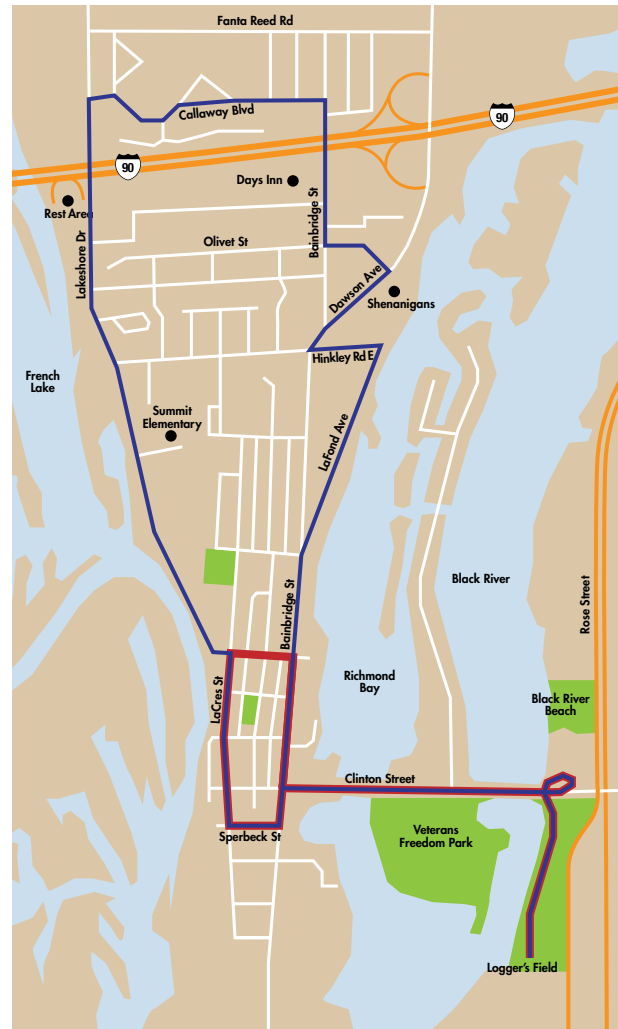 Fanta Reed Rd
Callaway Blvd
90
90
Days Inn
Rest Area
Bainbridge St
Lakeshore Dr
Olivet St
Dawson Ave
Shenanigans
Hinkley Rd E
French
Lake
Summit
Elementary
LaFond Ave
Black River
Rose Street
Bainbridge St
LaCres St
Richmond
Bay
Black River
Beach
Clinton Street
Sperbeck St
Veterans
Freedom Park
Logger's Field